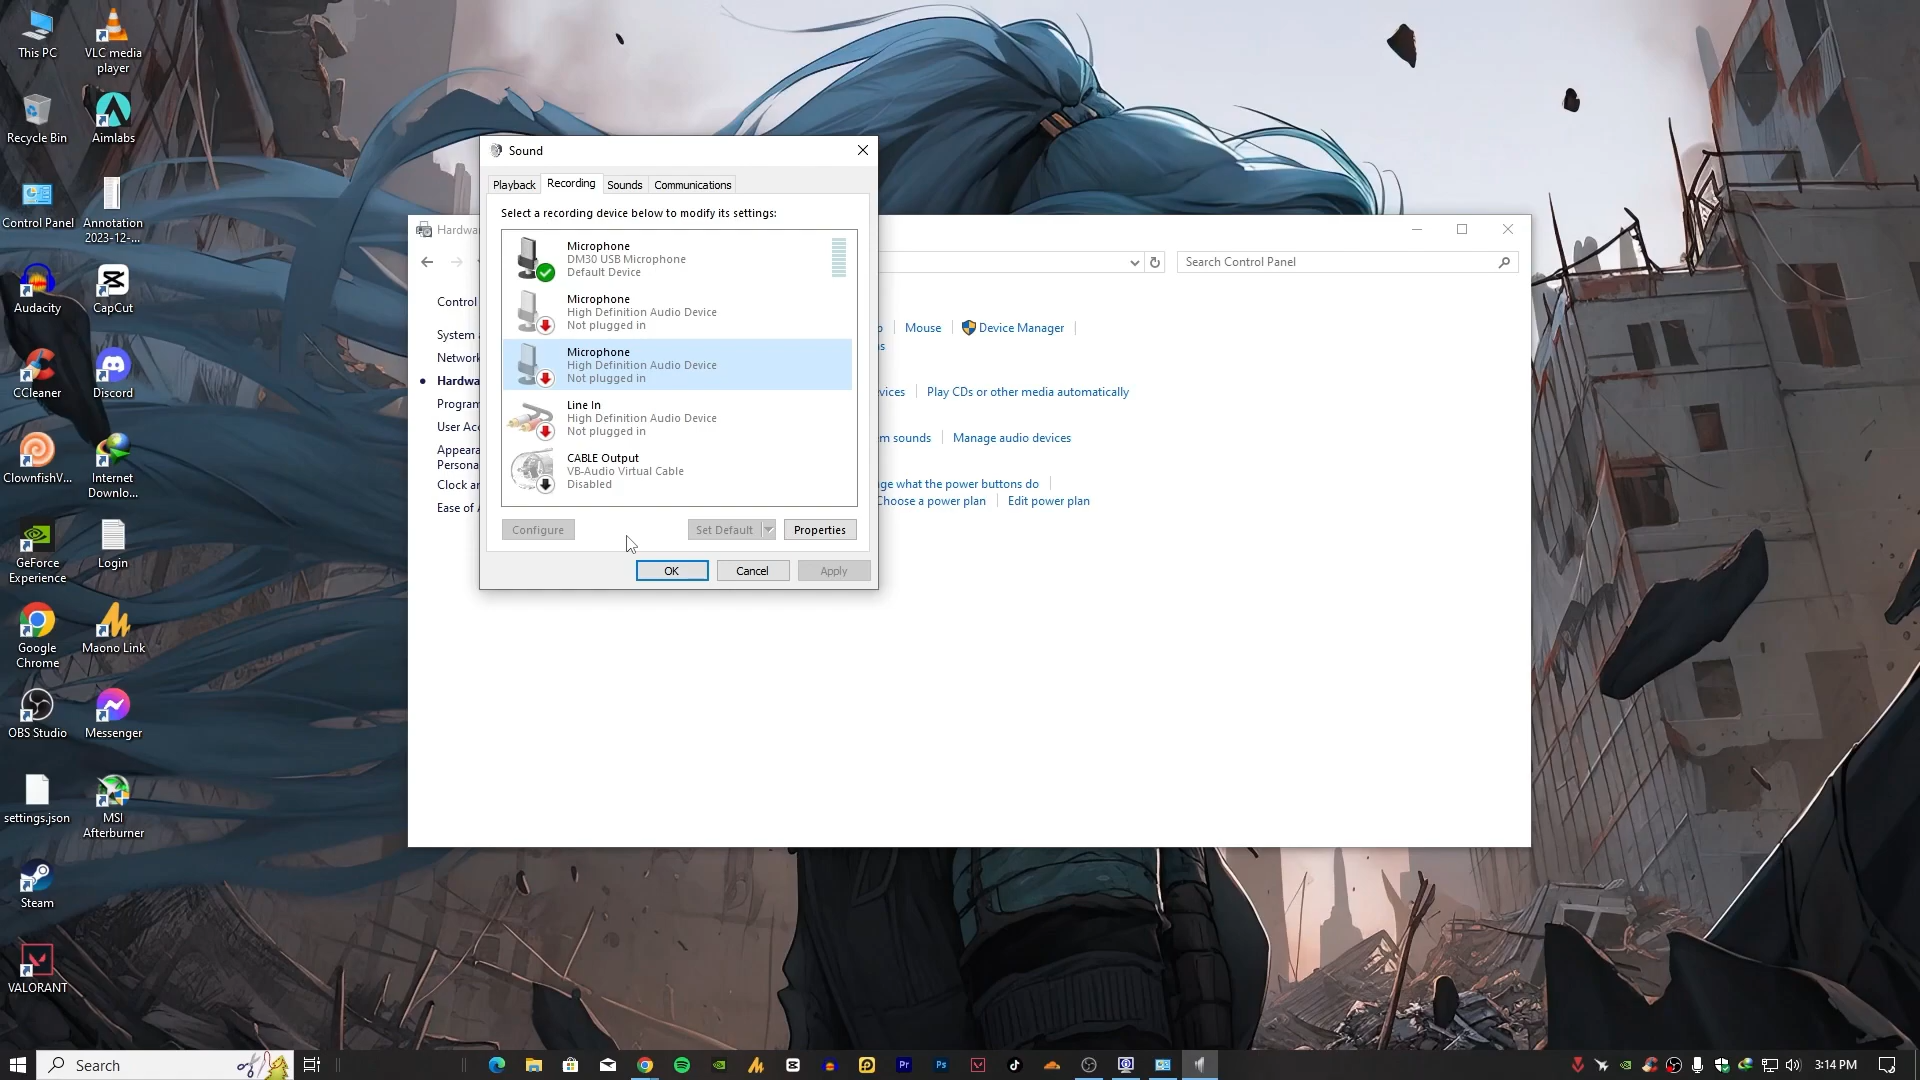 This PC
VLC media
player
Recycle Bin
Aimlabs
Control Panel
Annotation
2023-12-...
Audacity
CapCut
CCleaner
Discord
ClownfishV...
Internet
Downlo...
GeForce
Experience
Login
Google
Chrome
Maono Link
OBS Studio
Messenger
settings.json
MSI
Afterburner
Steam
VALORANT
Sound
Playback
Recording
Sounds
Communications
Select a recording device below to modify its settings:
Microphone
DM30 USB Microphone
Default Device
Microphone
High Definition Audio Device
Not plugged in
Microphone
High Definition Audio Device
Not plugged in
Line In
High Definition Audio Device
Not plugged in
CABLE Output
VB-Audio Virtual Cable
Disabled
Configure
Set Default
Properties
OK
Cancel
Apply
Hardwa
Search Control Panel
Control
System
Network
Hardwa
Program
User Acc
Appeara
Persona
Clock an
Ease of
Mouse
Device Manager
Play CDs or other media automatically
m sounds
Manage audio devices
ge what the power buttons do
Choose a power plan
Edit power plan
Search
Pr
Ps
3:14 PM